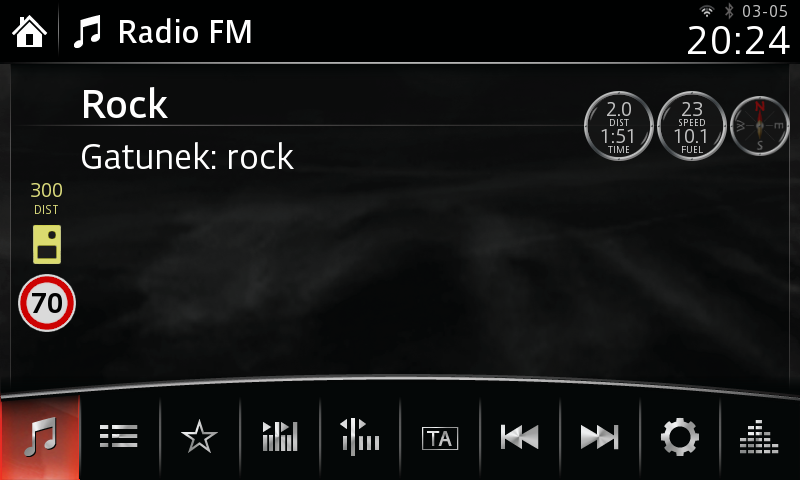 Radio FM
03-05
20:24
Rock
Gatunek: rock
2.0
DIST
1:51
TIME
23
SPEED
10.1
FUEL
N
W
E
S
300
DIST
70
TA